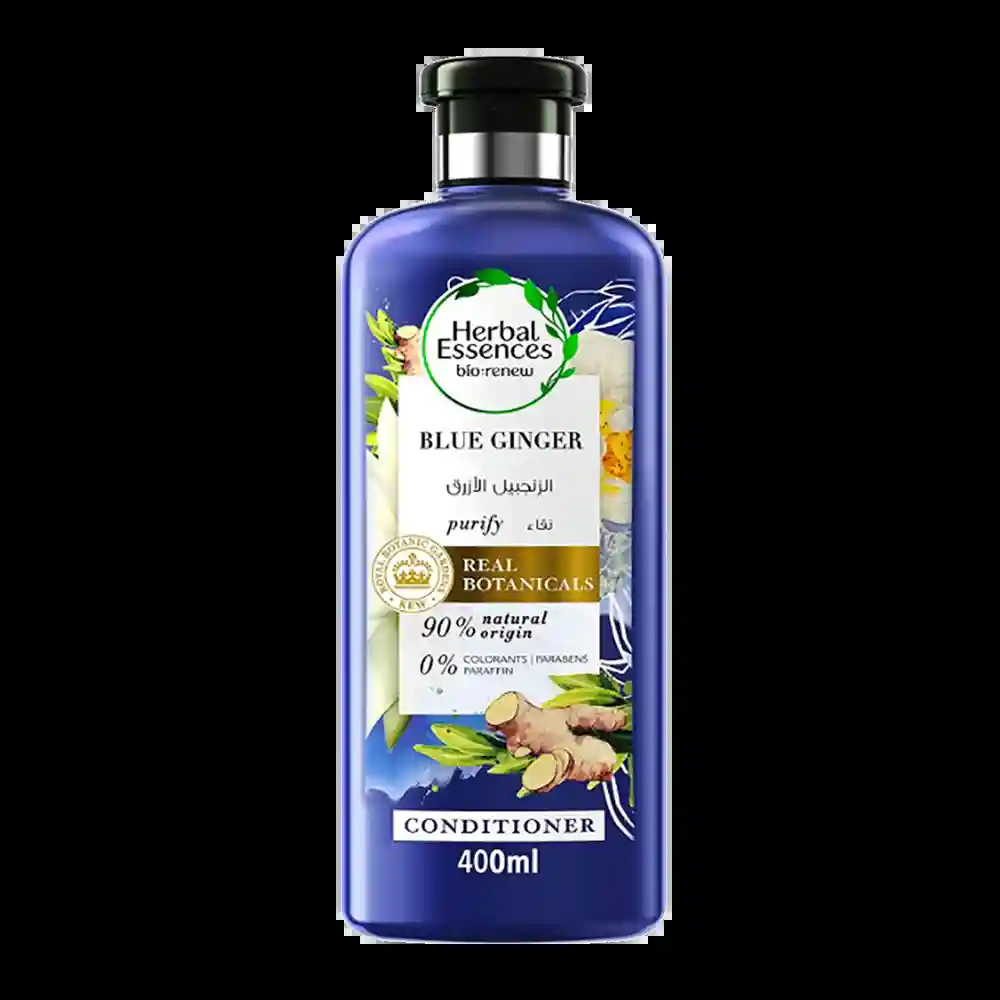 Herbal
Essences
bio:renew
BLUE GINGER
الزنجبيل الأزرق
purify نقاء
ROYAL BOTANIC GARDENS
KEW
REAL
BOTANICALS
90% natural
origin
0% COLORANTS | PARABENS
PARAFFIN
CONDITIONER
400ml